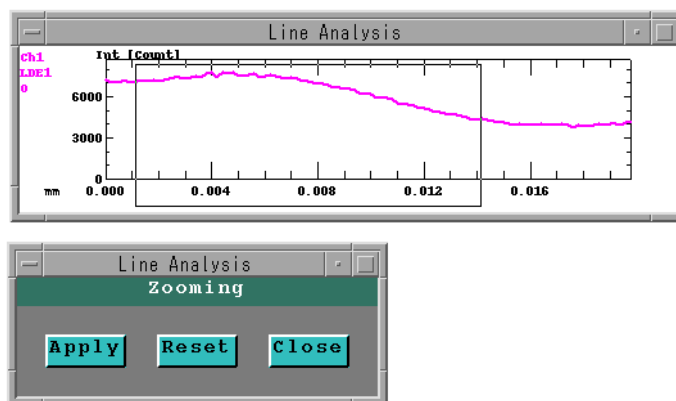 Line Analysis
Ch1 Int [Count]
LDE1
O
6000
3000
0
mm 0.000 0.004 0.008 0.012 0.016
Line Analysis
Zooming
Apply Reset Close